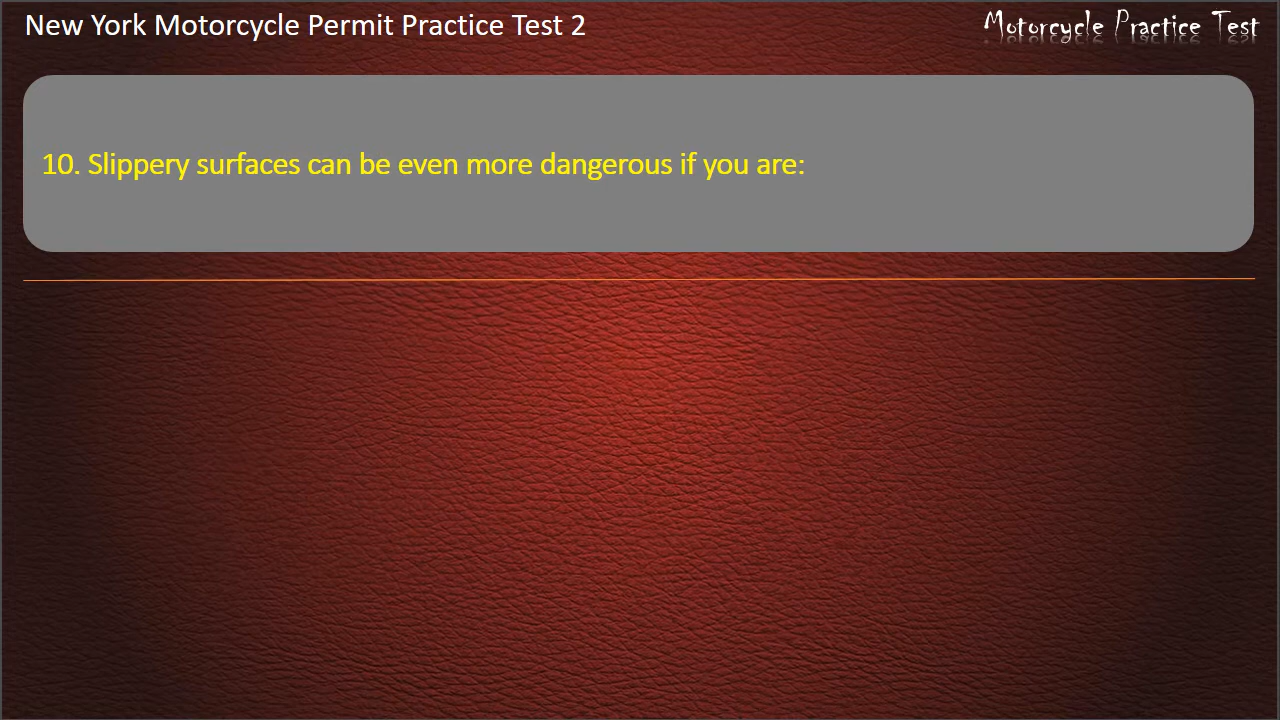 New York Motorcycle Permit Practice Test 2
Motorcycle Practice Test
10. Slippery surfaces can be even more dangerous if you are: